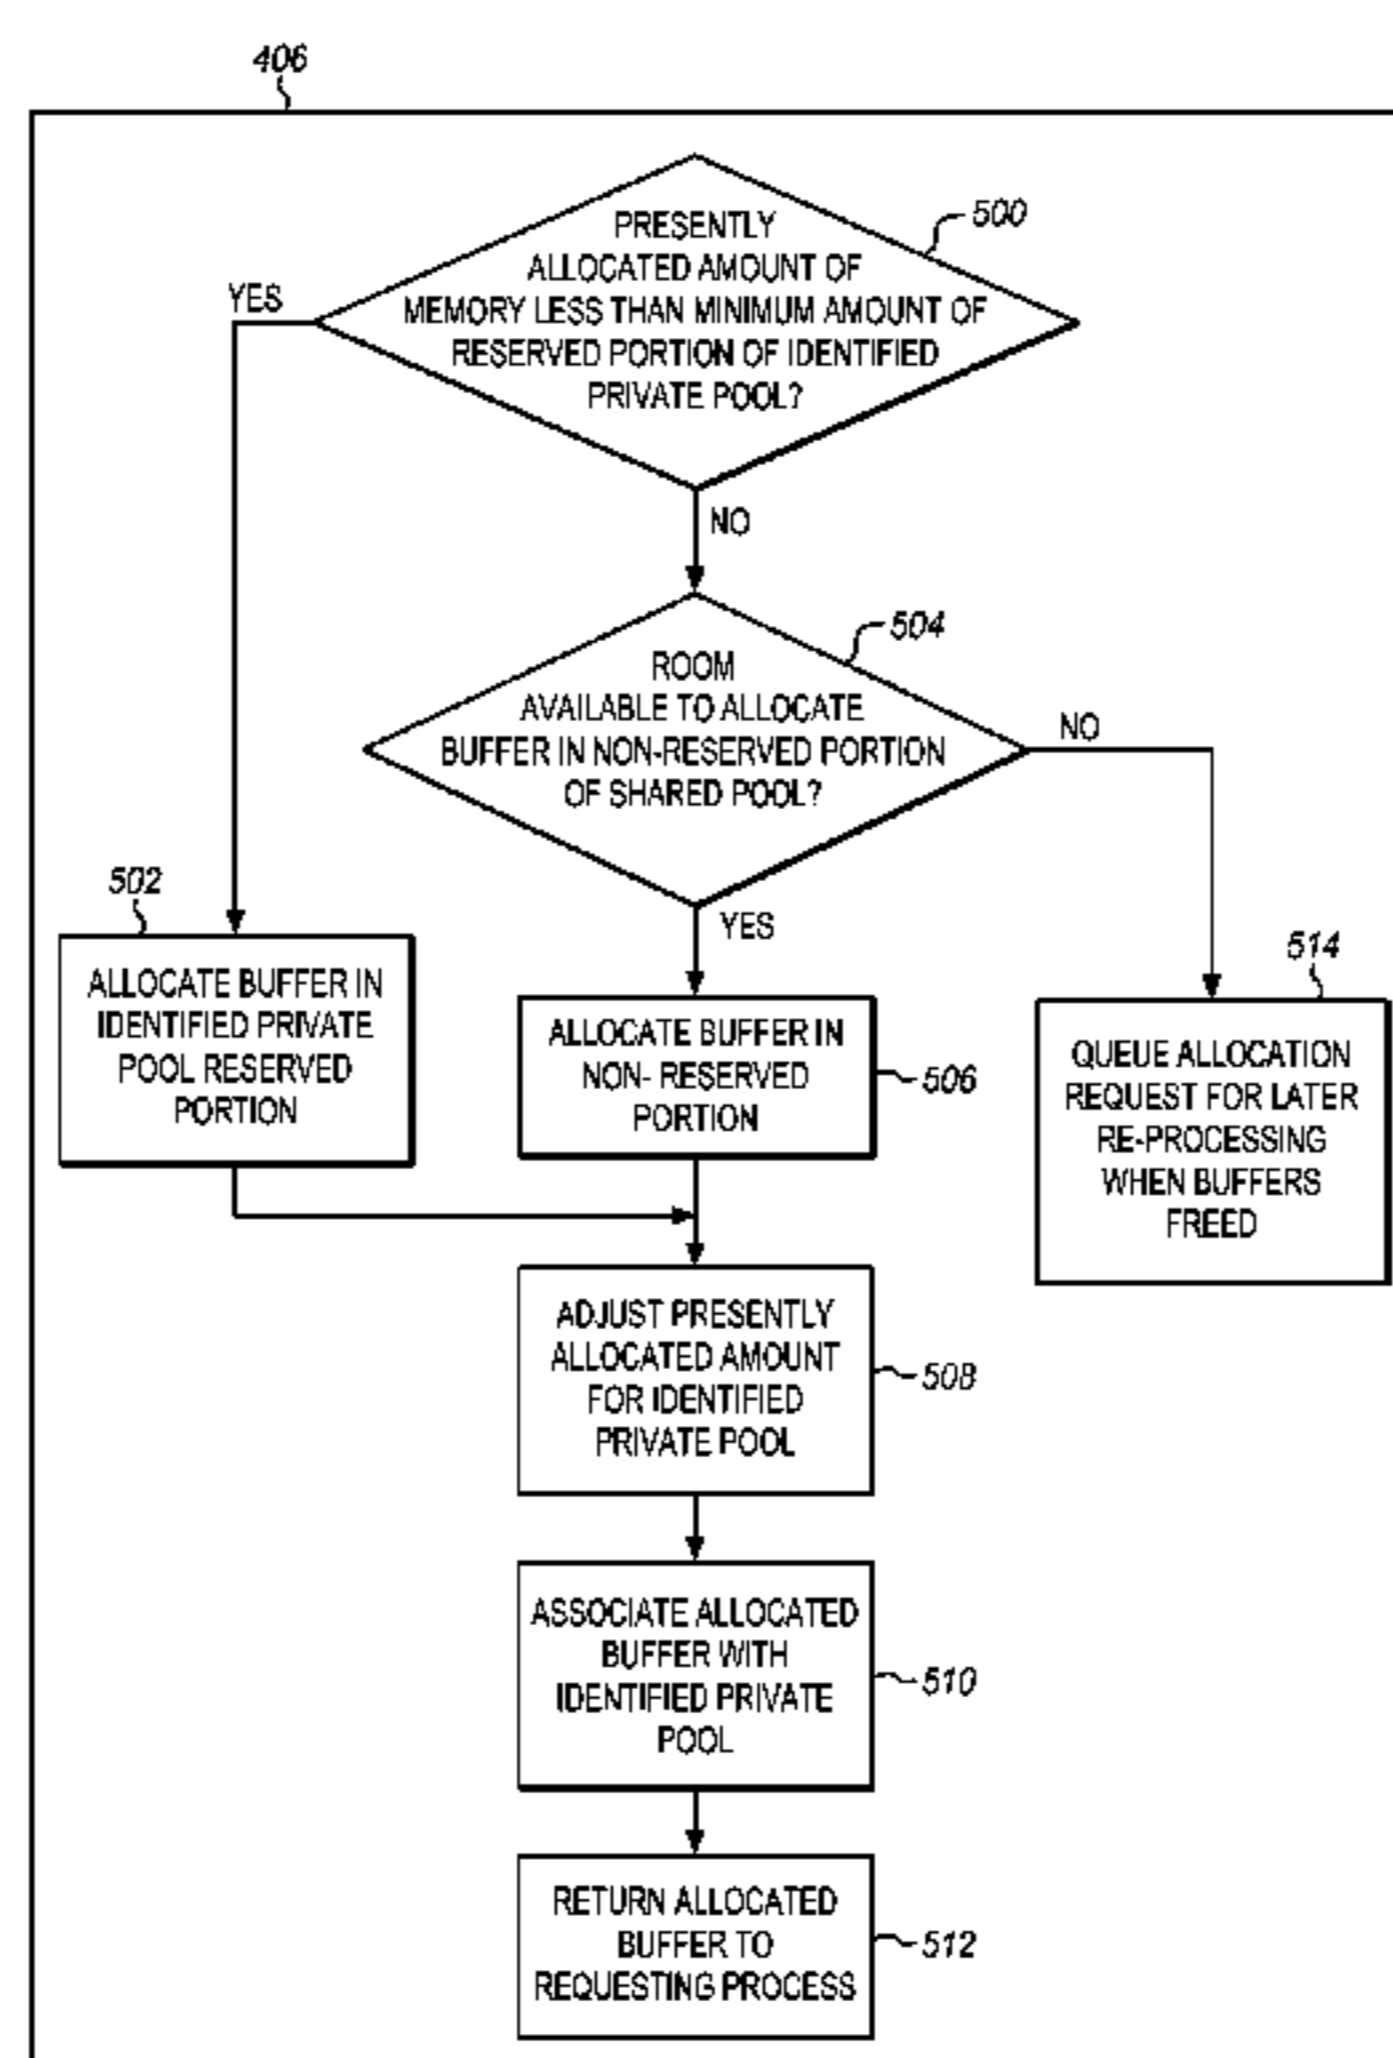 406
PRESENTLY
ALLOCATED AMOUNT OF
MEMORY LESS THAN MINIMUM AMOUNT OF
RESERVED PORTION OF IDENTIFIED
PRIVATE POOL?
500
YES
NO
ROOM
AVAILABLE TO ALLOCATE
BUFFER IN NON-RESERVED PORTION
OF SHARED POOL?
504
NO
YES
502
ALLOCATE BUFFER IN
IDENTIFIED PRIVATE
POOL RESERVED
PORTION
ALLOCATE BUFFER IN
NON- RESERVED
PORTION
506
514
QUEUE ALLOCATION
REQUEST FOR LATER
RE-PROCESSING
WHEN BUFFERS
FREED
ADJUST PRESENTLY
ALLOCATED AMOUNT
FOR IDENTIFIED
PRIVATE POOL
508
ASSOCIATE ALLOCATED
BUFFER WITH
IDENTIFIED PRIVATE
POOL
510
RETURN ALLOCATED
BUFFER TO
REQUESTING PROCESS
512